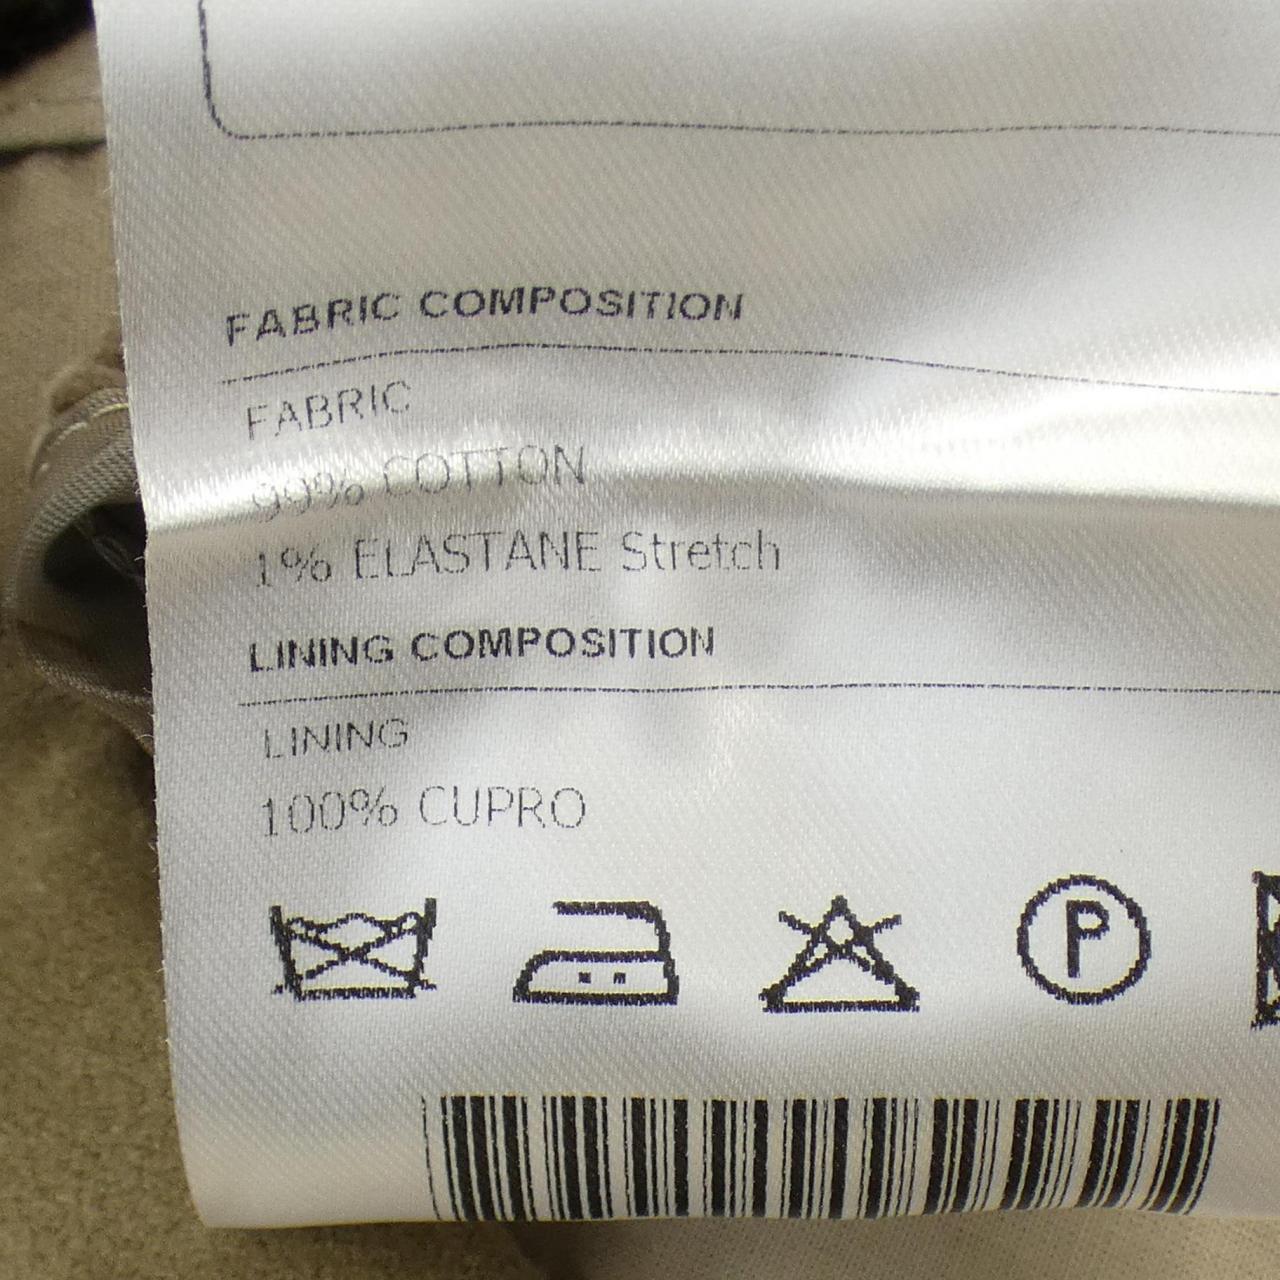 FABRIC COMPOSITION
FABRIC
99% COTTON
1% ELASTANE Stretch
LINING COMPOSITION
LINING
100% CUPRO
P